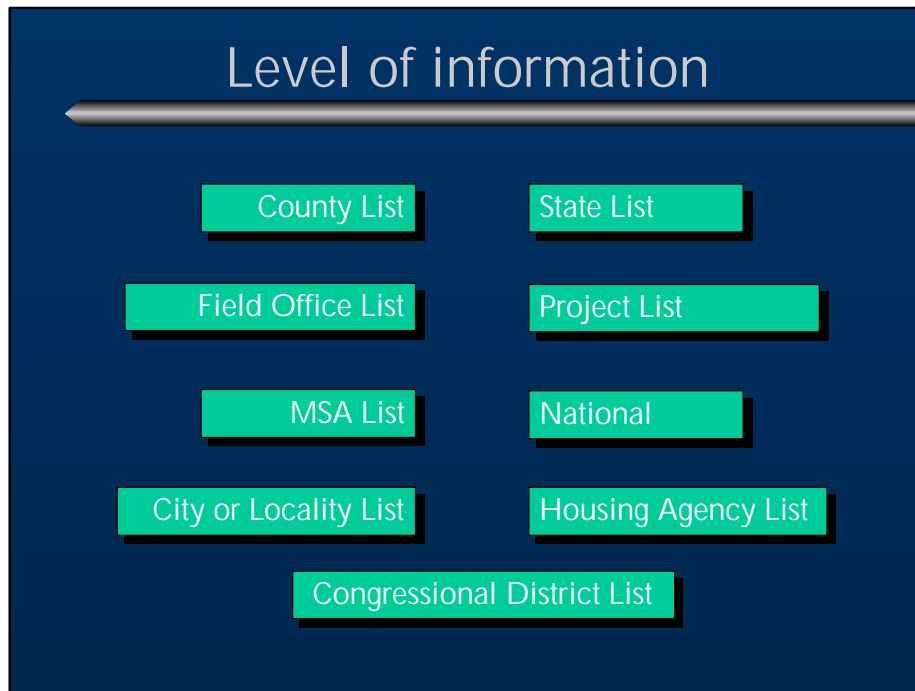 Level of information
County List
State List
Field Office List
Project List
MSA List
National
City or Locality List
Housing Agency List
Congressional District List